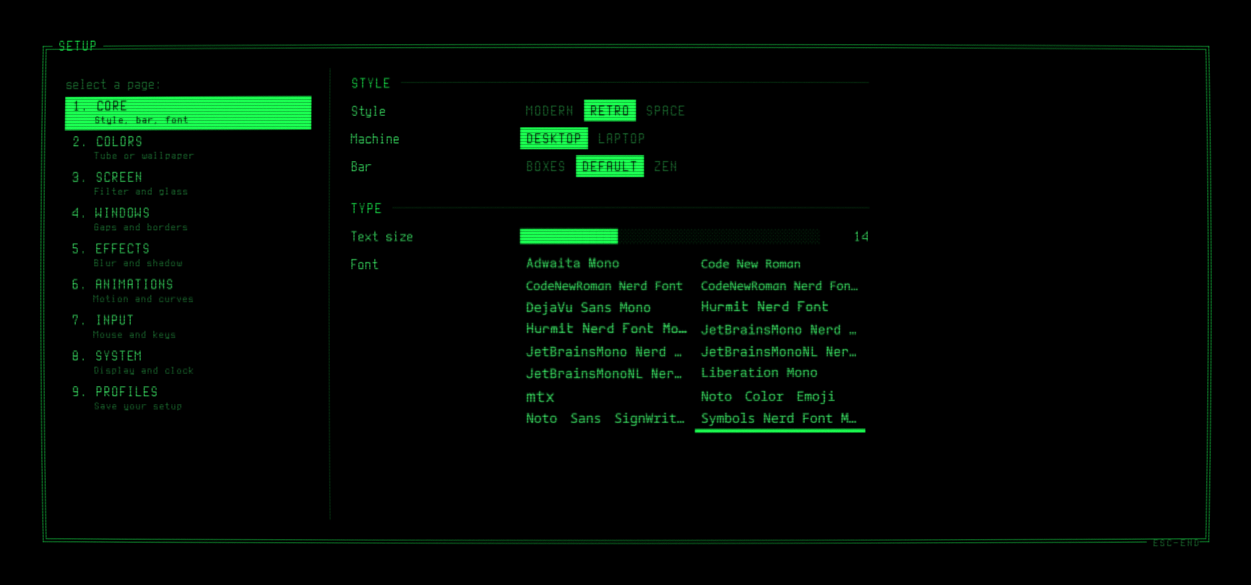 SETUP
select a page:
1. CORE
Style, bar, font
2. COLORS
Tube or wallpaper
3. SCREEN
Filter and glass
4. WINDOWS
Gaps and borders
5. EFFECTS
Blur and shadow
6. ANIMATIONS
Motion and curves
7. INPUT
Mouse and keys
8. SYSTEM
Display and clock
9. PROFILES
Save your setup
STYLE
Style MODERN RETRO SPACE
Machine DESKTOP LAPTOP
Bar BOXES DEFAULT ZEN
TYPE
Text size 14
Font Adwaita Mono Code New Roman
CodeNewRoman Nerd Font CodeNewRoman Nerd Fon…
DejaVu Sans Mono Hurmit Nerd Font
Hurmit Nerd Font Mo… JetBrainsMono Nerd …
JetBrainsMono Nerd … JetBrainsMonoNL Ner…
JetBrainsMonoNL Ner… Liberation Mono
mtx Noto Color Emoji
Noto Sans SignWrit… Symbols Nerd Font M…
ESC-END